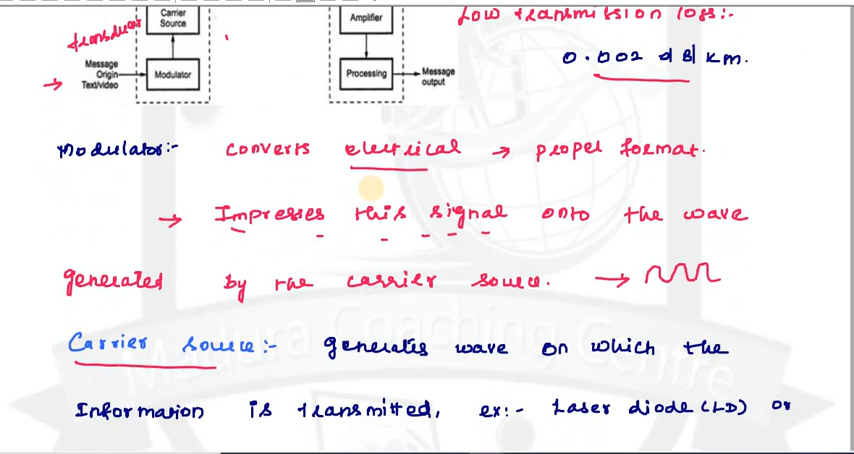 Carrier
Source
Amplifier
Low transmission loss:-
transducer
0.002 dB/km.
Message
Origin
Text/video
Modulator
Processing
Message
output
Modulator:- converts electrical → proper format.
→ Impresses this signal onto the wave
generated by the carrier source. →
Carrier source:- generates wave on which the
Information is transmitted, ex:- Laser diode (LD) or
Coaching Centre